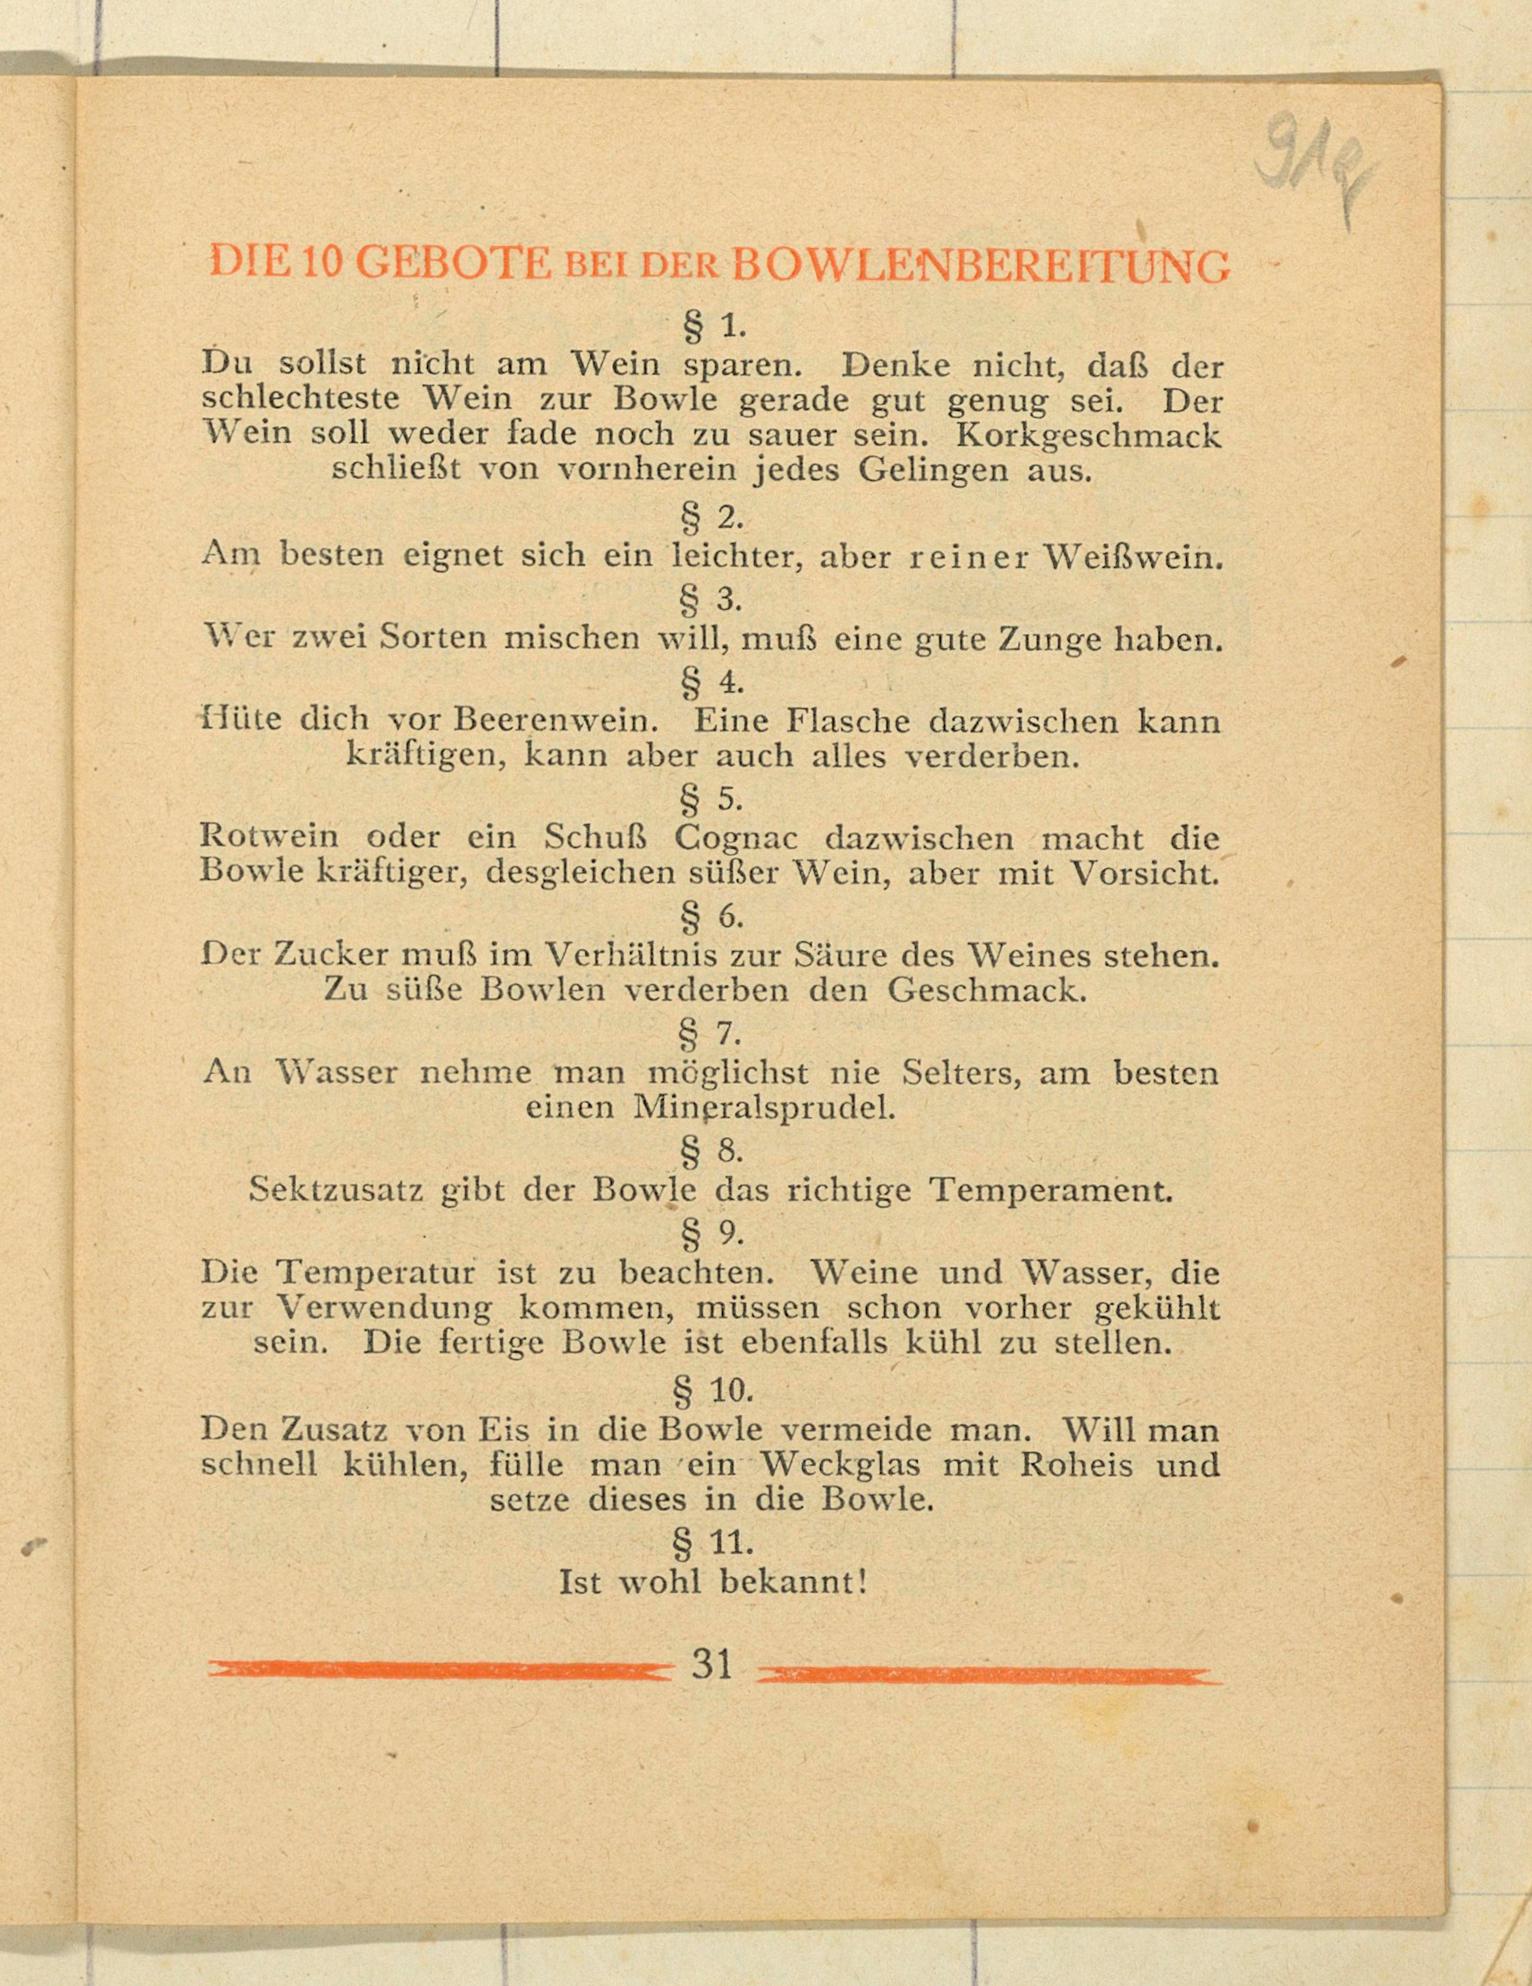 DIE 10 GEBOTE BEI DER BOWLENBEREITUNG
§ 1.
Du sollst nicht am Wein sparen. Denke nicht, daß der
schlechteste Wein zur Bowle gerade gut genug sei. Der
Wein soll weder fade noch zu sauer sein. Korkgeschmack
schließt von vornherein jedes Gelingen aus.
§ 2.
Am besten eignet sich ein leichter, aber reiner Weißwein.
§ 3.
Wer zwei Sorten mischen will, muß eine gute Zunge haben.
§ 4.
Hüte dich vor Beerenwein. Eine Flasche dazwischen kann
kräftigen, kann aber auch alles verderben.
§ 5.
Rotwein oder ein Schuß Cognac dazwischen macht die
Bowle kräftiger, desgleichen süßer Wein, aber mit Vorsicht.
§ 6.
Der Zucker muß im Verhältnis zur Säure des Weines stehen.
Zu süße Bowlen verderben den Geschmack.
§ 7.
An Wasser nehme man möglichst nie Selters, am besten
einen Mineralsprudel.
§ 8.
Sektzusatz gibt der Bowle das richtige Temperament.
§ 9.
Die Temperatur ist zu beachten. Weine und Wasser, die
zur Verwendung kommen, müssen schon vorher gekühlt
sein. Die fertige Bowle ist ebenfalls kühl zu stellen.
§ 10.
Den Zusatz von Eis in die Bowle vermeide man. Will man
schnell kühlen, fülle man ein Weckglas mit Roheis und
setze dieses in die Bowle.
§ 11.
Ist wohl bekannt!
31